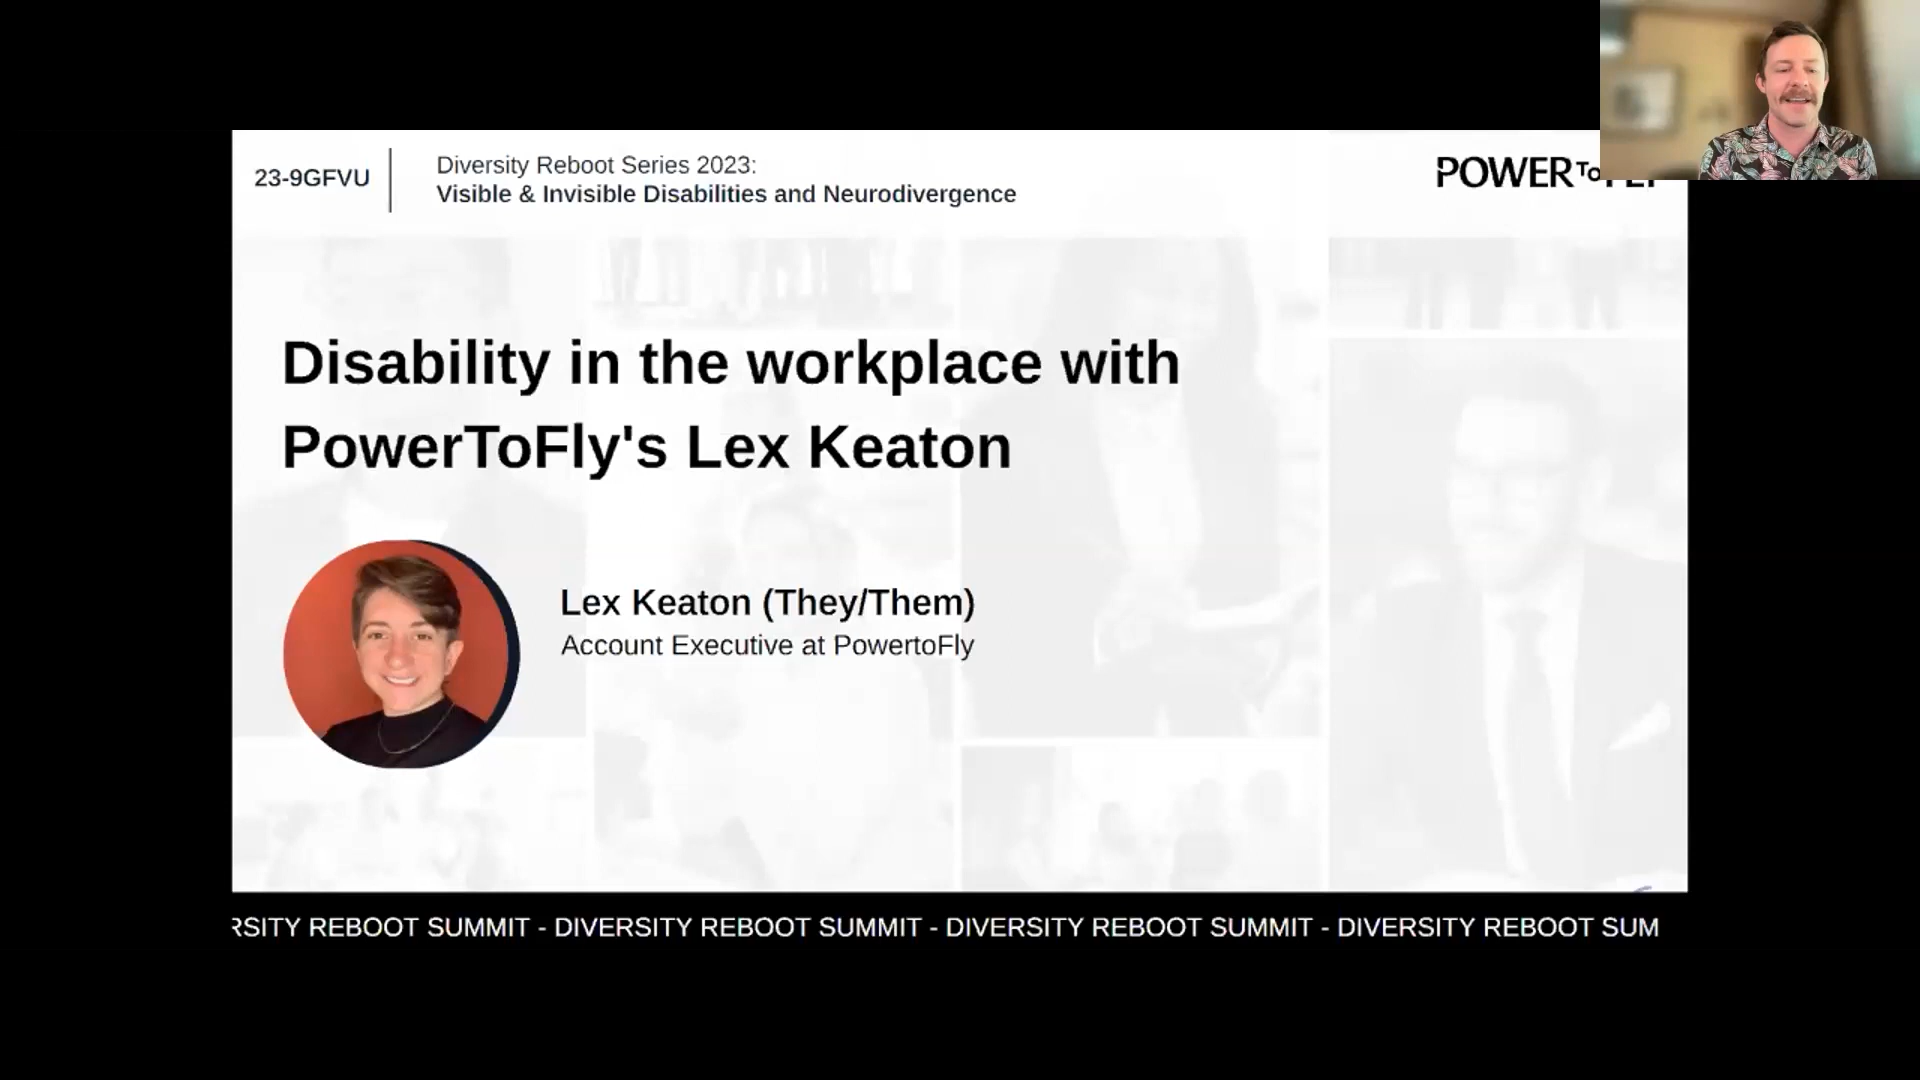 23-9GFVU
Diversity Reboot Series 2023:
Visible & Invisible Disabilities and Neurodivergence
POWER To
Disability in the workplace with
PowerToFly's Lex Keaton
Lex Keaton (They/Them)
Account Executive at PowertoFly
RSITY REBOOT SUMMIT - DIVERSITY REBOOT SUMMIT - DIVERSITY REBOOT SUMMIT - DIVERSITY REBOOT SUM